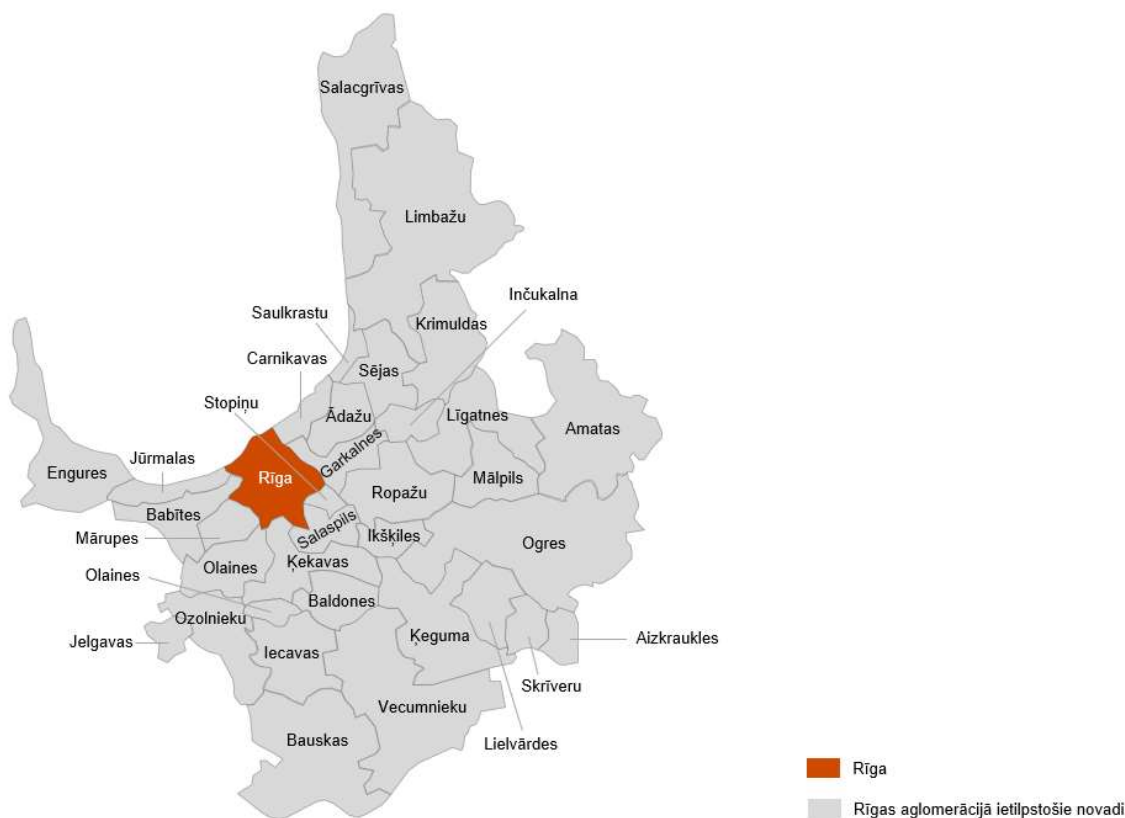 Salacgrīvas
Limbažu
Inčukalna
Saulkrastu
Krimuldas
Carnikavas
Sējas
Stopiņu
Ādažu
Līgatnes
Amatas
Garkalnes
Jūrmalas
Engures
Rīga
Mālpils
Ropažu
Babītes
Salaspils
Ikšķiles
Mārupes
Ogres
Olaines
Ķekavas
Olaines
Baldones
Ozolnieku
Ķeguma
Aizkraukles
Jelgavas
Iecavas
Skrīveru
Vecumnieku
Bauskas
Lielvārdes
Rīga
Rīgas aglomerācijā ietilpstošie novadi